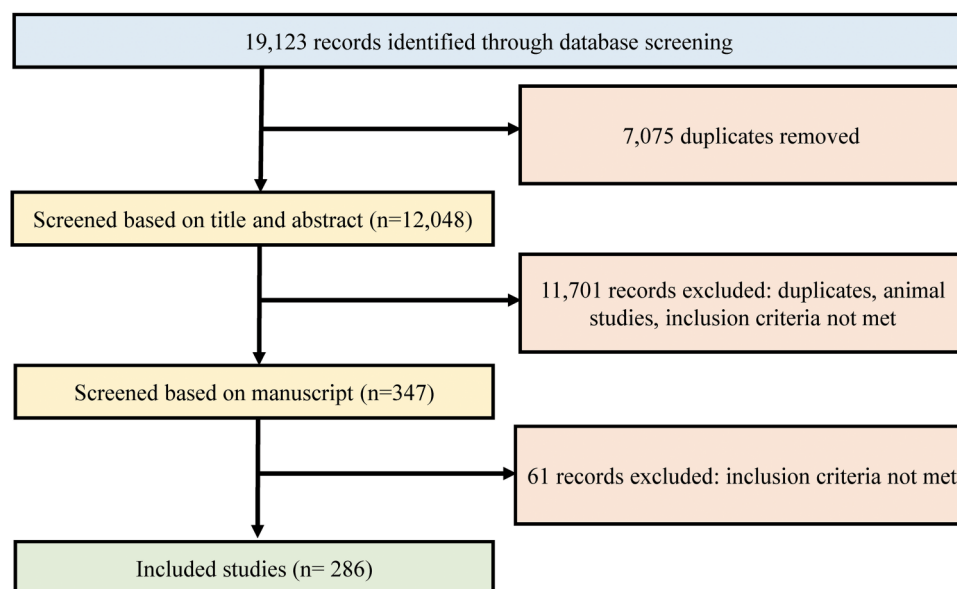 19,123 records identified through database screening
7,075 duplicates removed
Screened based on title and abstract (n=12,048)
11,701 records excluded: duplicates, animal
studies, inclusion criteria not met
Screened based on manuscript (n=347)
61 records excluded: inclusion criteria not met
Included studies (n= 286)